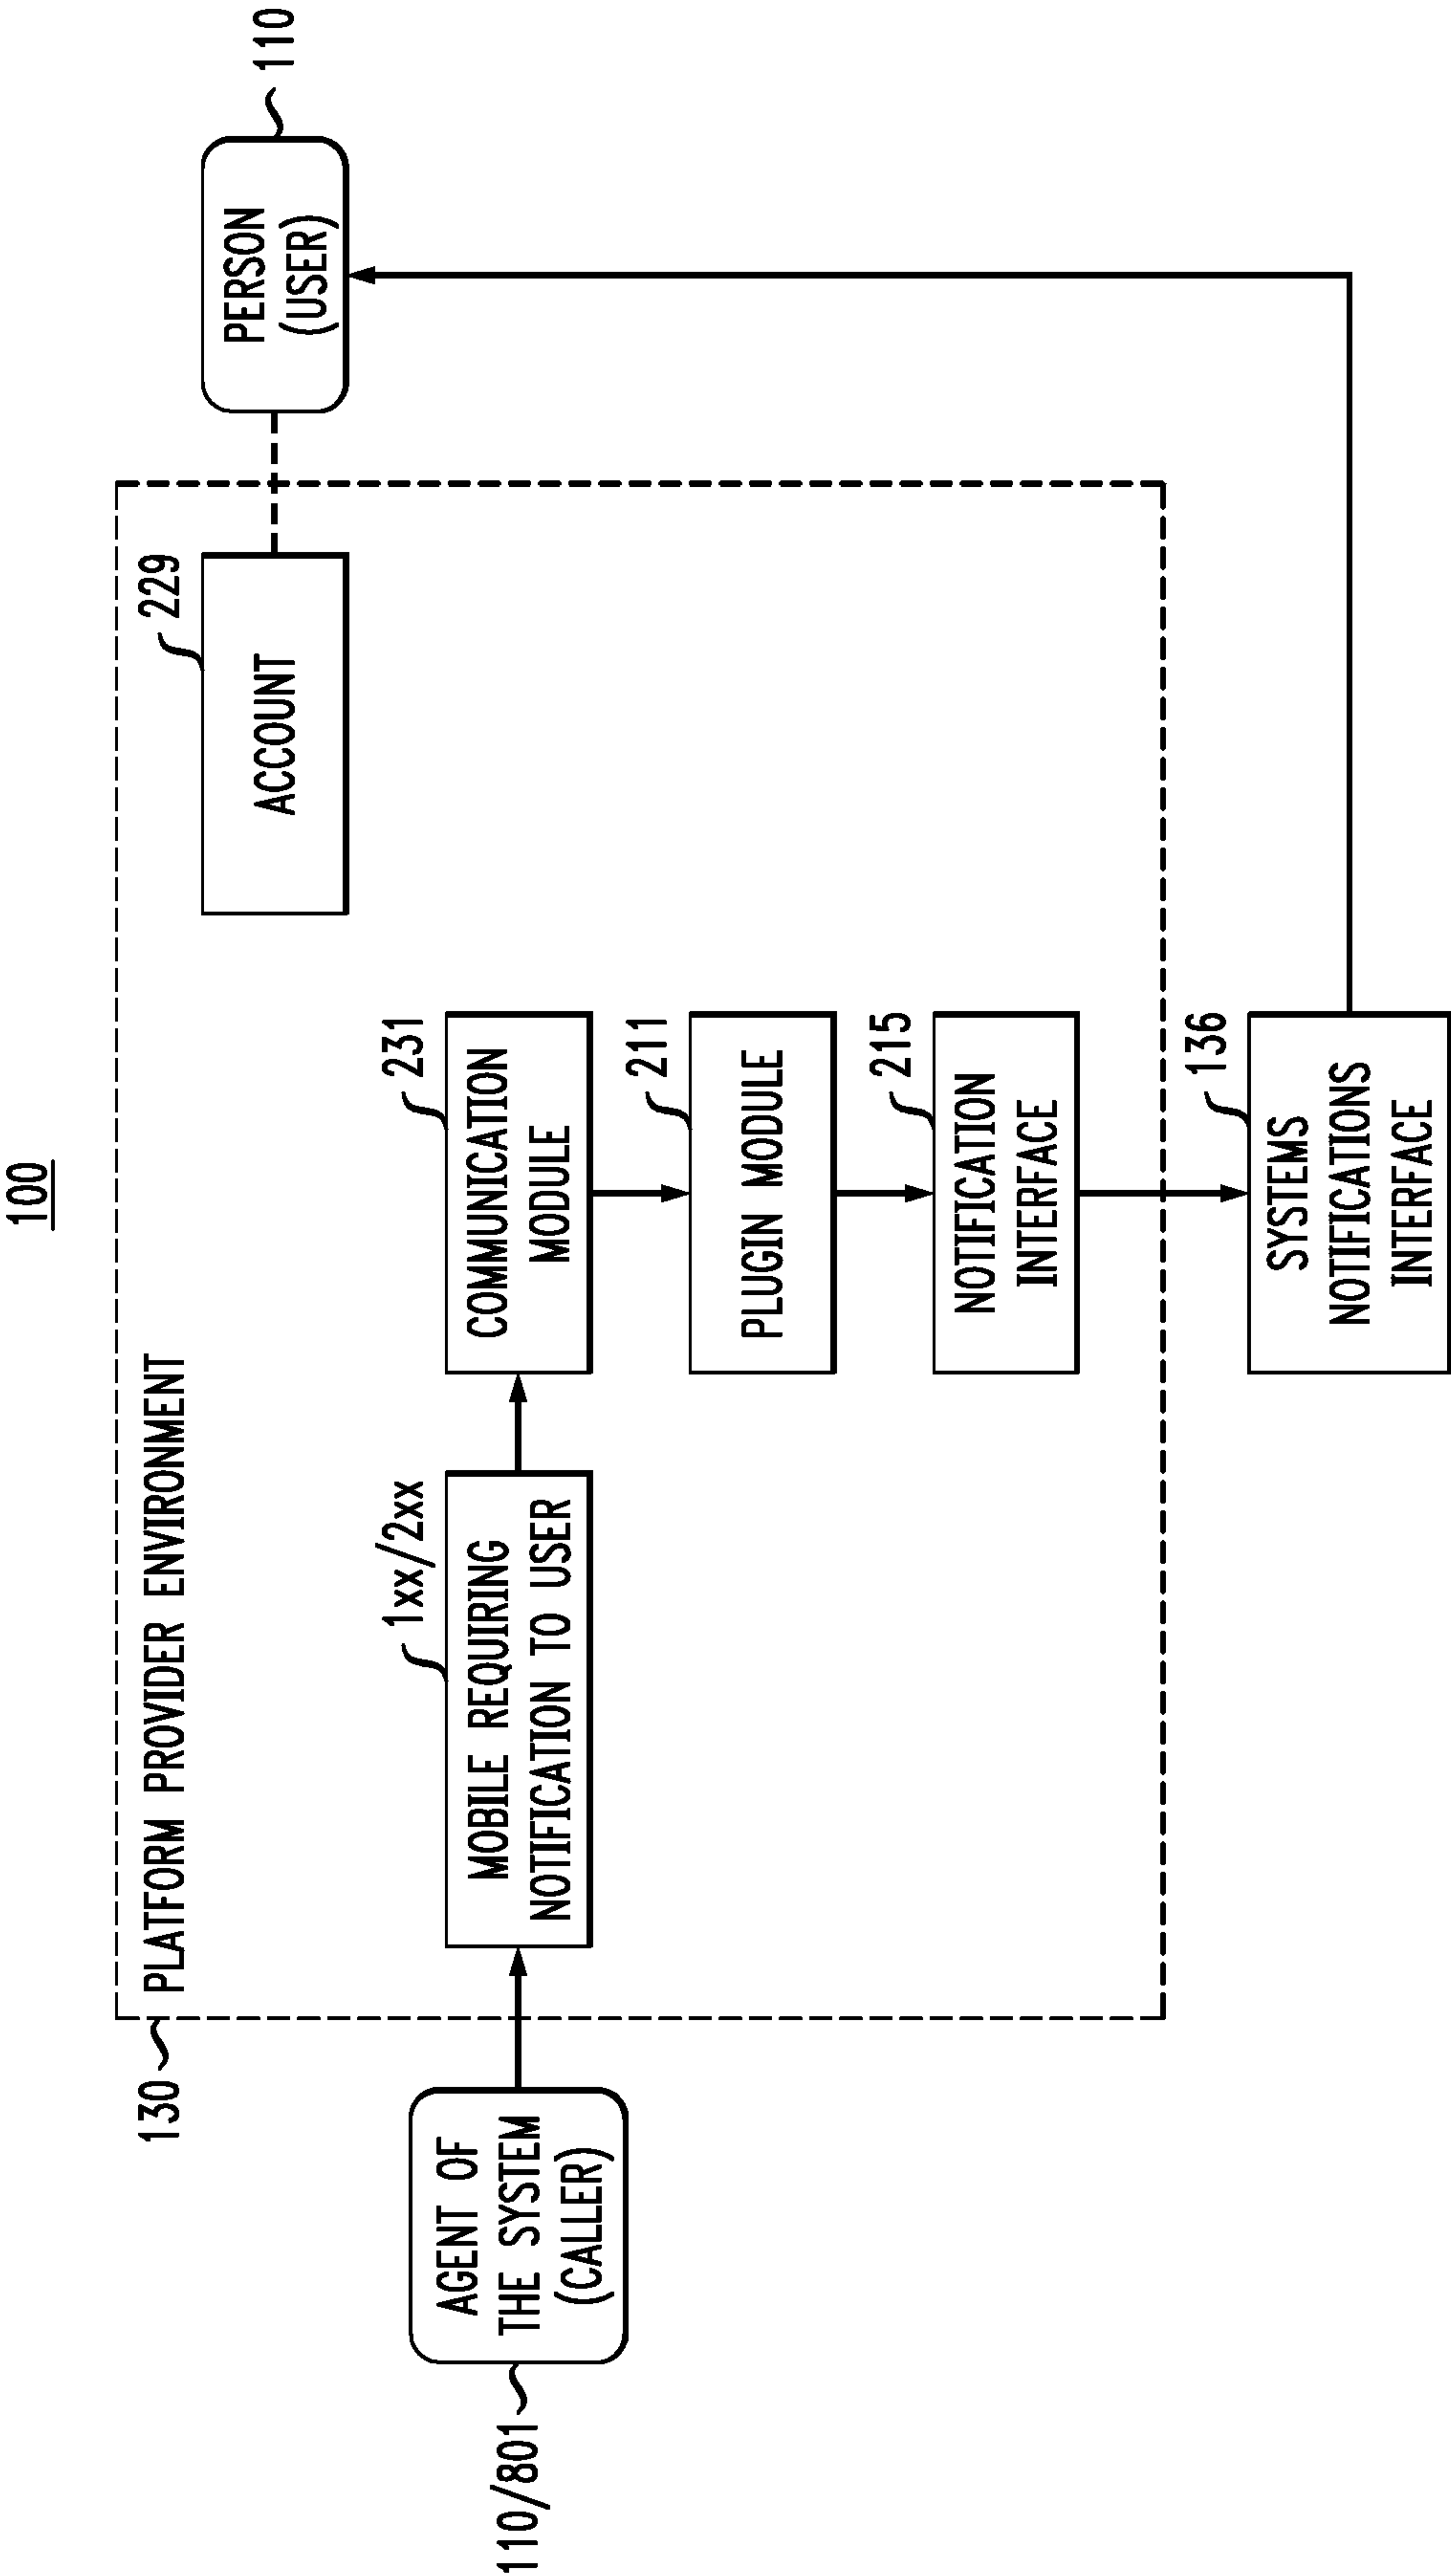 100
130
PLATFORM PROVIDER ENVIRONMENT
229
ACCOUNT
PERSON
(USER)
110
110/801
AGENT OF
THE SYSTEM
(CALLER)
1xx/2xx
MOBILE REQUIRING
NOTIFICATION TO USER
231
COMMUNICATION
MODULE
211
PLUGIN MODULE
215
NOTIFICATION
INTERFACE
136
SYSTEMS
NOTIFICATIONS
INTERFACE